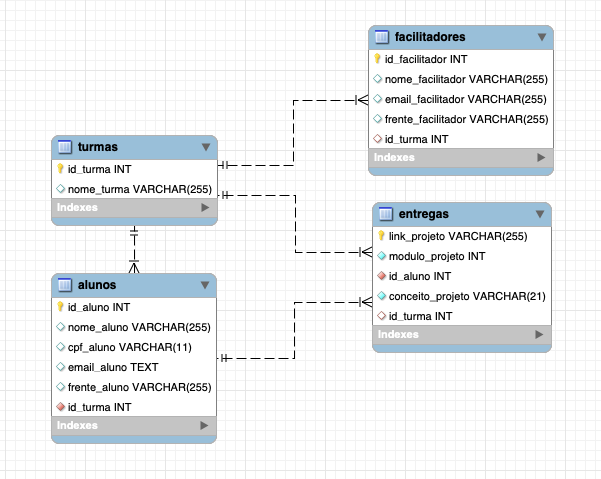 facilitadores
id_facilitador INT
nome_facilitador VARCHAR(255)
email_facilitador VARCHAR(255)
frente_facilitador VARCHAR(255)
id_turma INT
Indexes
turmas
id_turma INT
nome_turma VARCHAR(255)
Indexes
entregas
link_projeto VARCHAR(255)
modulo_projeto INT
id_aluno INT
conceito_projeto VARCHAR(21)
id_turma INT
Indexes
alunos
id_aluno INT
nome_aluno VARCHAR(255)
cpf_aluno VARCHAR(11)
email_aluno TEXT
frente_aluno VARCHAR(255)
id_turma INT
Indexes